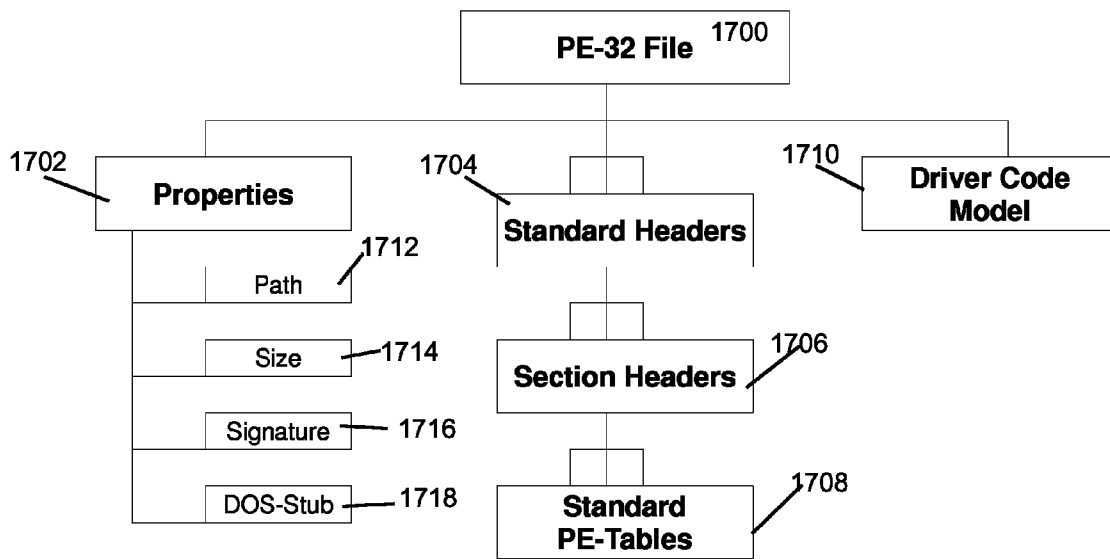 PE-32 File 1700
1702
Properties
1704
Standard Headers
1710
Driver Code
Model
1712
Path
Size
1714
Section Headers
1706
Signature
1716
DOS-Stub
1718
Standard
PE-Tables
1708